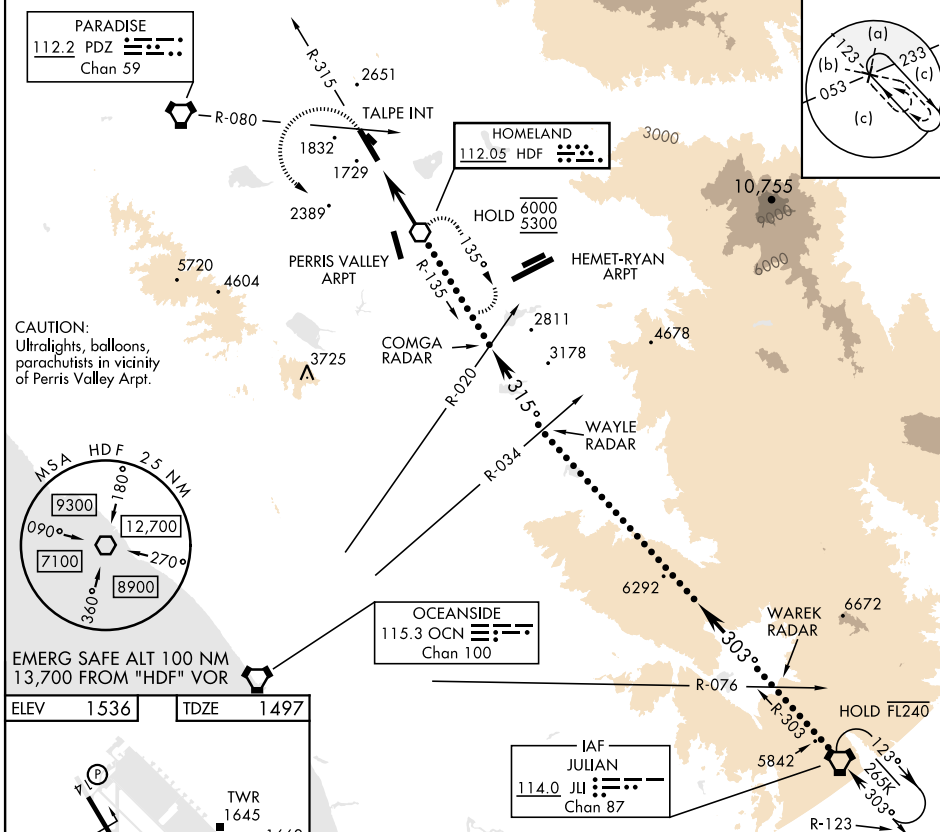 PARADISE
112.2 PDZ
Chan 59
R-315
2651
R-080
TALPE INT
1832
1729
2389
HOMELAND
112.05 HDF
HOLD 6000
5300
135°
3000
10,755
9000
6000
(a)
123
233
(b)
(c)
053
(c)
PERRIS VALLEY
ARPT
R-135
HEMET-RYAN
ARPT
5720
4604
CAUTION:
Ultralights, balloons,
parachutists in vicinity
of Perris Valley Arpt.
3725
COMGA
RADAR
2811
3178
4678
R-020
315°
WAYLE
RADAR
R-034
MSA HDF 25 NM
180°
9300
12,700
090°
270°
7100
8900
360°
6292
WAREK
RADAR
6672
303°
OCEANSIDE
115.3 OCN
Chan 100
EMERG SAFE ALT 100 NM
13,700 FROM "HDF" VOR
R-076
R-303
HOLD FL240
5842
123°
265K
303°
R-123
IAF
JULIAN
114.0 JLI
Chan 87
ELEV 1536
TDZE 1497
P
14
TWR
1645